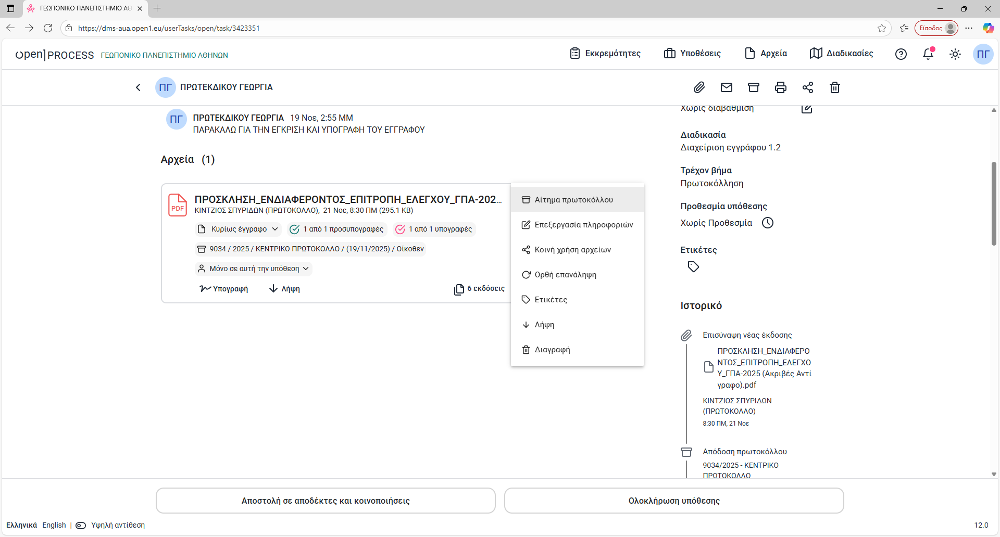 ΓΕΩΠΟΝΙΚΟ ΠΑΝΕΠΙΣΤΗΜΙΟ ΑΘ
https://dms-aua.open1.eu/userTasks/open/task/3423351
Είσοδος
open1 PROCESS ΓΕΩΠΟΝΙΚΟ ΠΑΝΕΠΙΣΤΗΜΙΟ ΑΘΗΝΩΝ
Εκκρεμότητες Υποθέσεις Αρχεία Διαδικασίες ΠΓ
ΠΓ ΠΡΩΤΕΚΔΙΚΟΥ ΓΕΩΡΓΙΑ
ΠΓ ΠΡΩΤΕΚΔΙΚΟΥ ΓΕΩΡΓΙΑ 19 Νοε, 2:55 ΜΜ
ΠΑΡΑΚΑΛΩ ΓΙΑ ΤΗΝ ΕΓΚΡΙΣΗ ΚΑΙ ΥΠΟΓΡΑΦΗ ΤΟΥ ΕΓΓΡΑΦΟΥ
Αρχεία (1)
PDF
ΠΡΟΣΚΛΗΣΗ_ΕΝΔΙΑΦΕΡΟΝΤΟΣ_ΕΠΙΤΡΟΠΗ_ΕΛΕΓΧΟΥ_ΓΠΑ-202...
ΚΙΝΤΖΙΟΣ ΣΠΥΡΙΔΩΝ (ΠΡΩΤΟΚΟΛΛΟ), 21 Νοε, 8:30 ΠΜ (295.1 KB)
Κυρίως έγγραφο 1 από 1 προσυπογραφές 1 από 1 υπογραφές
9034 / 2025 / ΚΕΝΤΡΙΚΟ ΠΡΩΤΟΚΟΛΛΟ / (19/11/2025) / Οίκοθεν
Μόνο σε αυτή την υπόθεση
Υπογραφή Λήψη 6 εκδόσεις
Αίτημα πρωτοκόλλου
Επεξεργασία πληροφοριών
Κοινή χρήση αρχείων
Ορθή επανάληψη
Ετικέτες
Λήψη
Διαγραφή
Χωρίς διαβάθμιση
Διαδικασία
Διαχείριση εγγράφου 1.2
Τρέχον βήμα
Πρωτοκόλληση
Προθεσμία υπόθεσης
Χωρίς Προθεσμία
Ετικέτες
Ιστορικό
Επισύναψη νέας έκδοσης
ΠΡΟΣΚΛΗΣΗ_ΕΝΔΙΑΦΕΡΟ
ΝΤΟΣ_ΕΠΙΤΡΟΠΗ_ΕΛΕΓΧΟ
Υ_ΓΠΑ-2025 (Ακριβές Αντί
γραφο).pdf
ΚΙΝΤΖΙΟΣ ΣΠΥΡΙΔΩΝ
(ΠΡΩΤΟΚΟΛΛΟ)
8:30 ΠΜ, 21 Νοε
Απόδοση πρωτοκόλλου
9034/2025 - ΚΕΝΤΡΙΚΟ
ΠΡΩΤΟΚΟΛΛΟ
Αποστολή σε αποδέκτες και κοινοποιήσεις
Ολοκλήρωση υπόθεσης
Ελληνικά English | Υψηλή αντίθεση
12.0